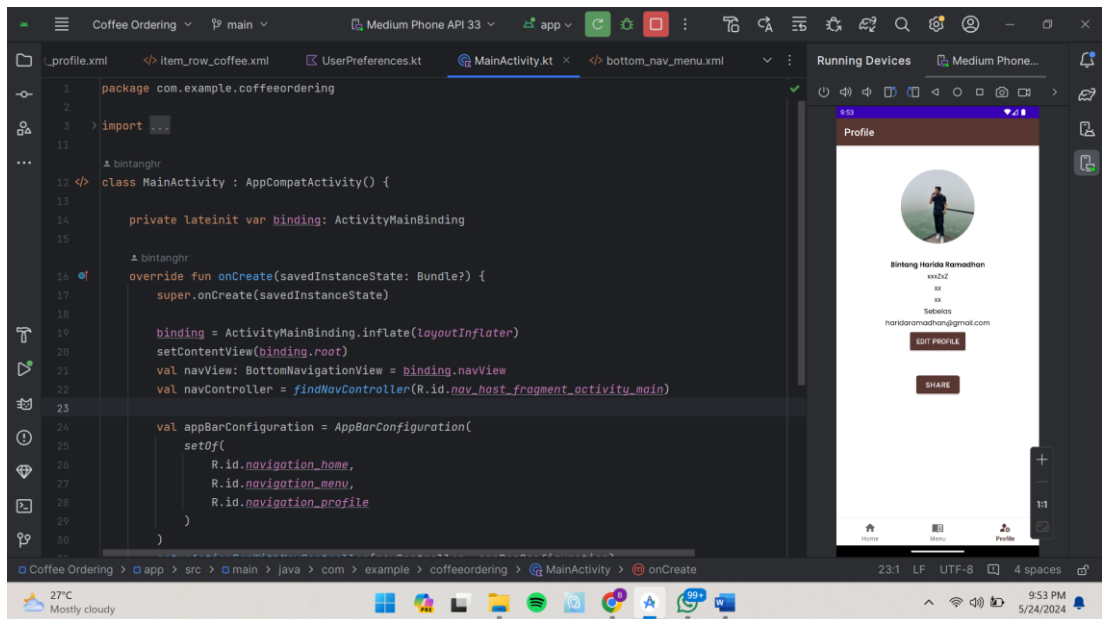 Coffee Ordering
main
Medium Phone API 33
app
_profile.xml
item_row_coffee.xml
UserPreferences.kt
MainActivity.kt
bottom_nav_menu.xml
Running Devices
Medium Phone...
1 package com.example.coffeeordering
2
3 import ...
11
bintanghr
12 class MainActivity : AppCompatActivity() {
13
14 private lateinit var binding: ActivityMainBinding
15
bintanghr
16 override fun onCreate(savedInstanceState: Bundle?) {
17 super.onCreate(savedInstanceState)
18
19 binding = ActivityMainBinding.inflate(layoutInflater)
20 setContentView(binding.root)
21 val navView: BottomNavigationView = binding.navView
22 val navController = findNavController(R.id.nav_host_fragment_activity_main)
23
24 val appBarConfiguration = AppBarConfiguration(
25 setOf(
26 R.id.navigation_home,
27 R.id.navigation_menu,
28 R.id.navigation_profile
29 )
30 )
9:53
Profile
Bintang Harida Ramadhan
xxxZxZ
xx
xx
Sebelas
haridaramadhan@gmail.com
EDIT PROFILE
SHARE
1:1
Home
Menu
Profile
Coffee Ordering > app > src > main > java > com > example > coffeeordering > MainActivity > onCreate
23:1 LF UTF-8 4 spaces
27°C
Mostly cloudy
PRE
99+
9:53 PM
5/24/2024